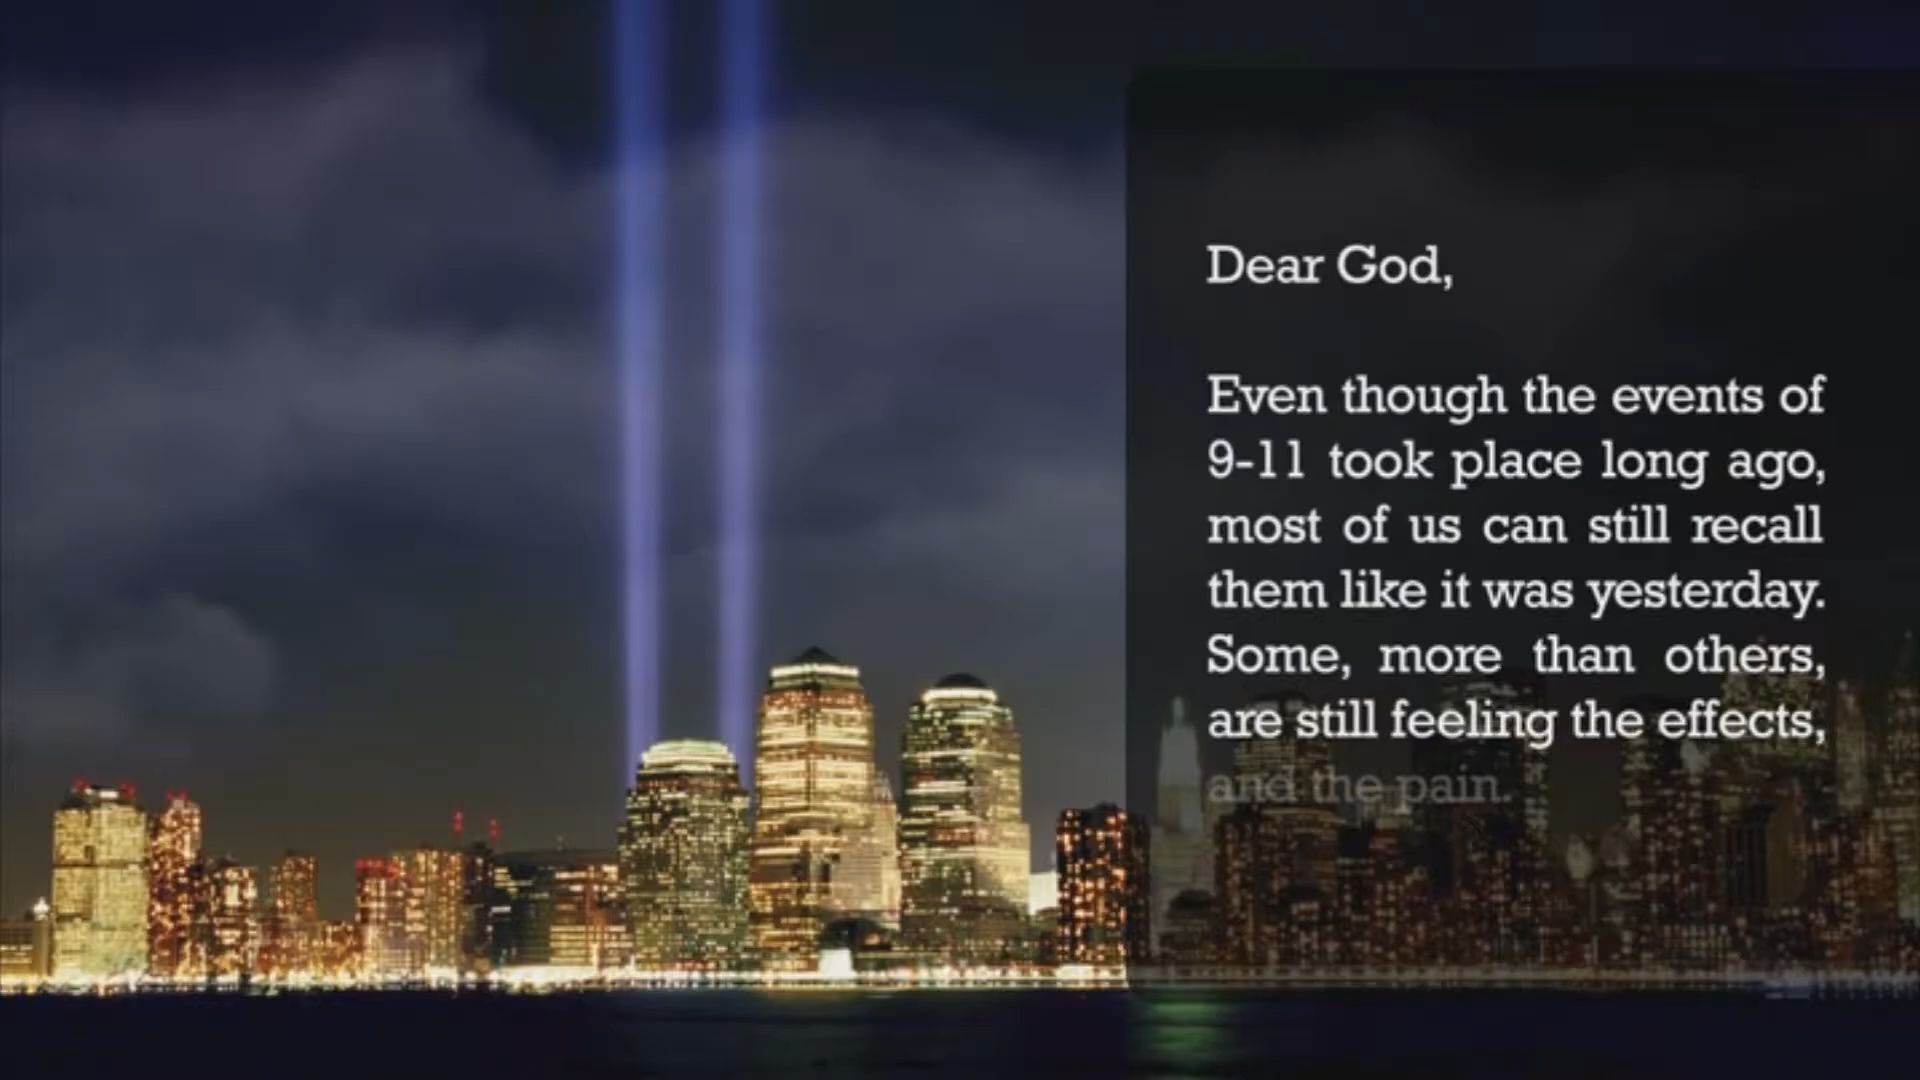 Dear God,
Even though the events of
9-11 took place long ago,
most of us can still recall
them like it was yesterday.
Some, more than others,
are still feeling the effects,
and the pain.